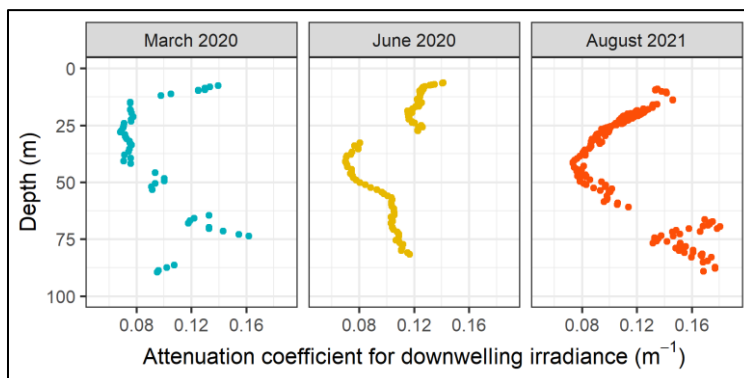 March 2020 June 2020 August 2021
0
25
50
75
100
Depth (m)
0.08 0.12 0.16 0.08 0.12 0.16 0.08 0.12 0.16
Attenuation coefficient for downwelling irradiance (m⁻¹)